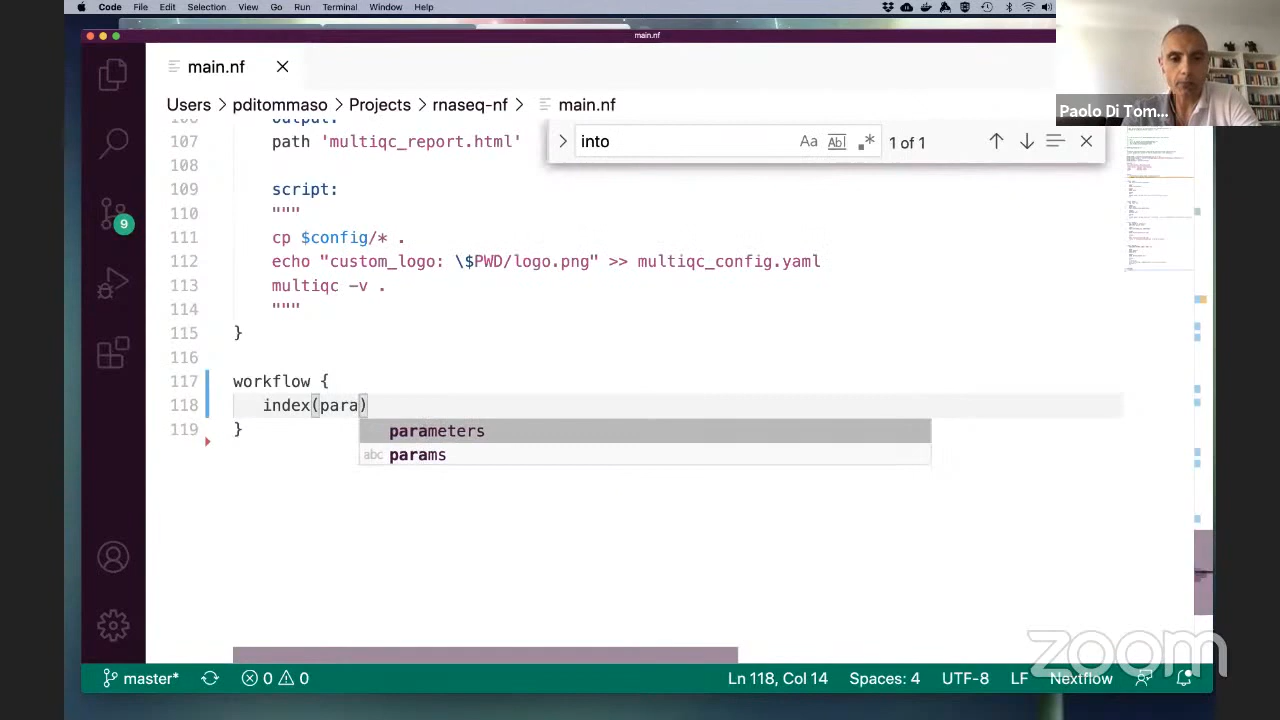 Code File Edit Selection View Go Run Terminal Window Help
main.nf
main.nf
Users > pditommaso > Projects > rnaseq-nf > main.nf
Paolo Di Tom...
into
Aa Ab 1 of 1
106 output:
107 path 'multiqc_report.html'
108
109 script:
110 """
111 cp $config/* .
112 echo "custom_logo: \$PWD/logo.png" >> multiqc_config.yaml
113 multiqc -v .
114 """
115 }
116
117 workflow {
118 index(para)
119 }
parameters
abc params
9
zoom
master* 0 0 Ln 118, Col 14 Spaces: 4 UTF-8 LF Nextflow